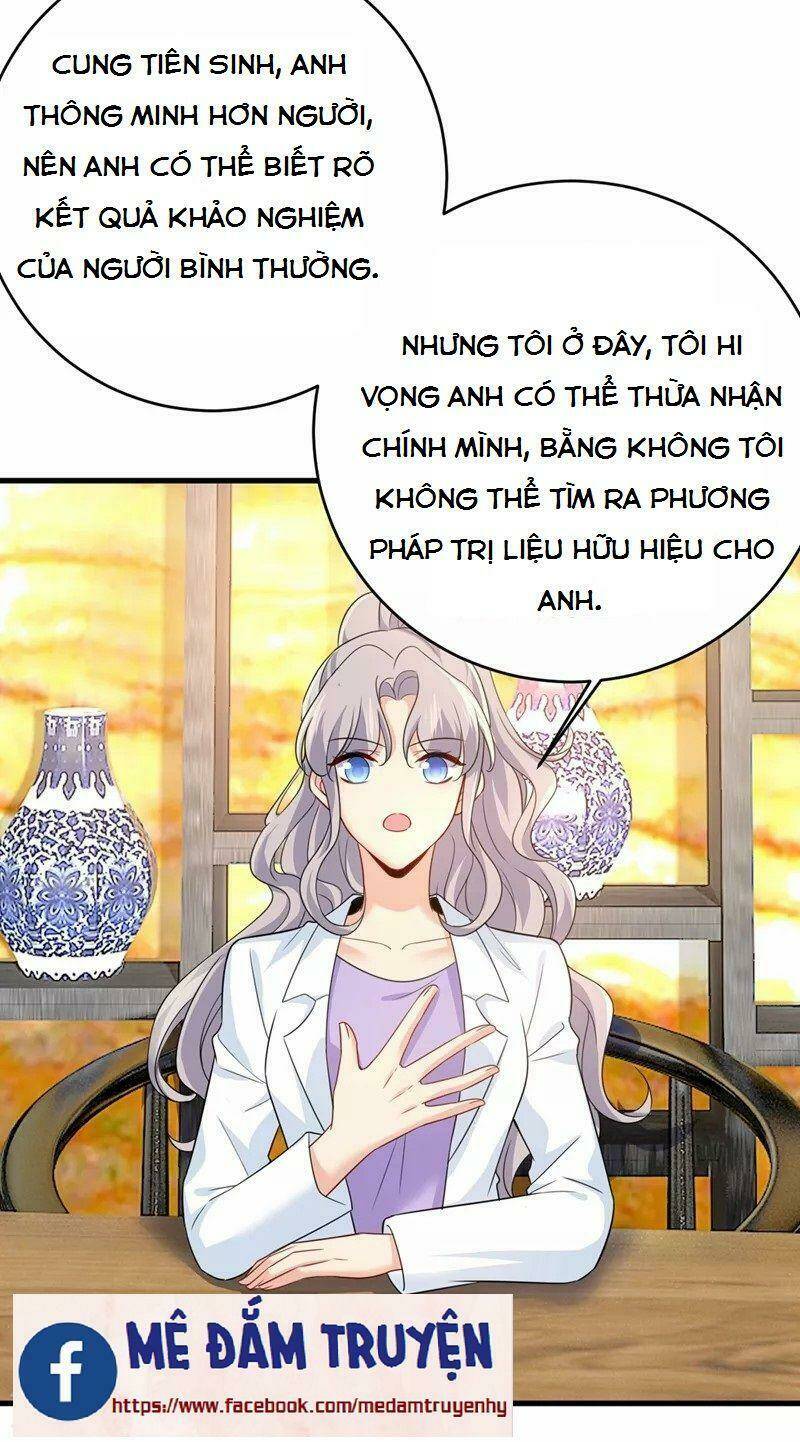 CUNG TIÊN SINH, ANH
THÔNG MINH HƠN NGƯỜI,
NÊN ANH CÓ THỂ BIẾT RÕ
KẾT QUẢ KHẢO NGHIỆM
CỦA NGƯỜI BÌNH THƯỜNG.
NHƯNG TÔI Ở ĐÂY, TÔI HI
VỌNG ANH CÓ THỂ THỪA NHẬN
CHÍNH MÌNH, BẰNG KHÔNG TÔI
KHÔNG THỂ TÌM RA PHƯƠNG
PHÁP TRỊ LIỆU HỮU HIỆU CHO
ANH.
MÊ ĐẮM TRUYỆN
https://www.facebook.com/medamtruyenhy